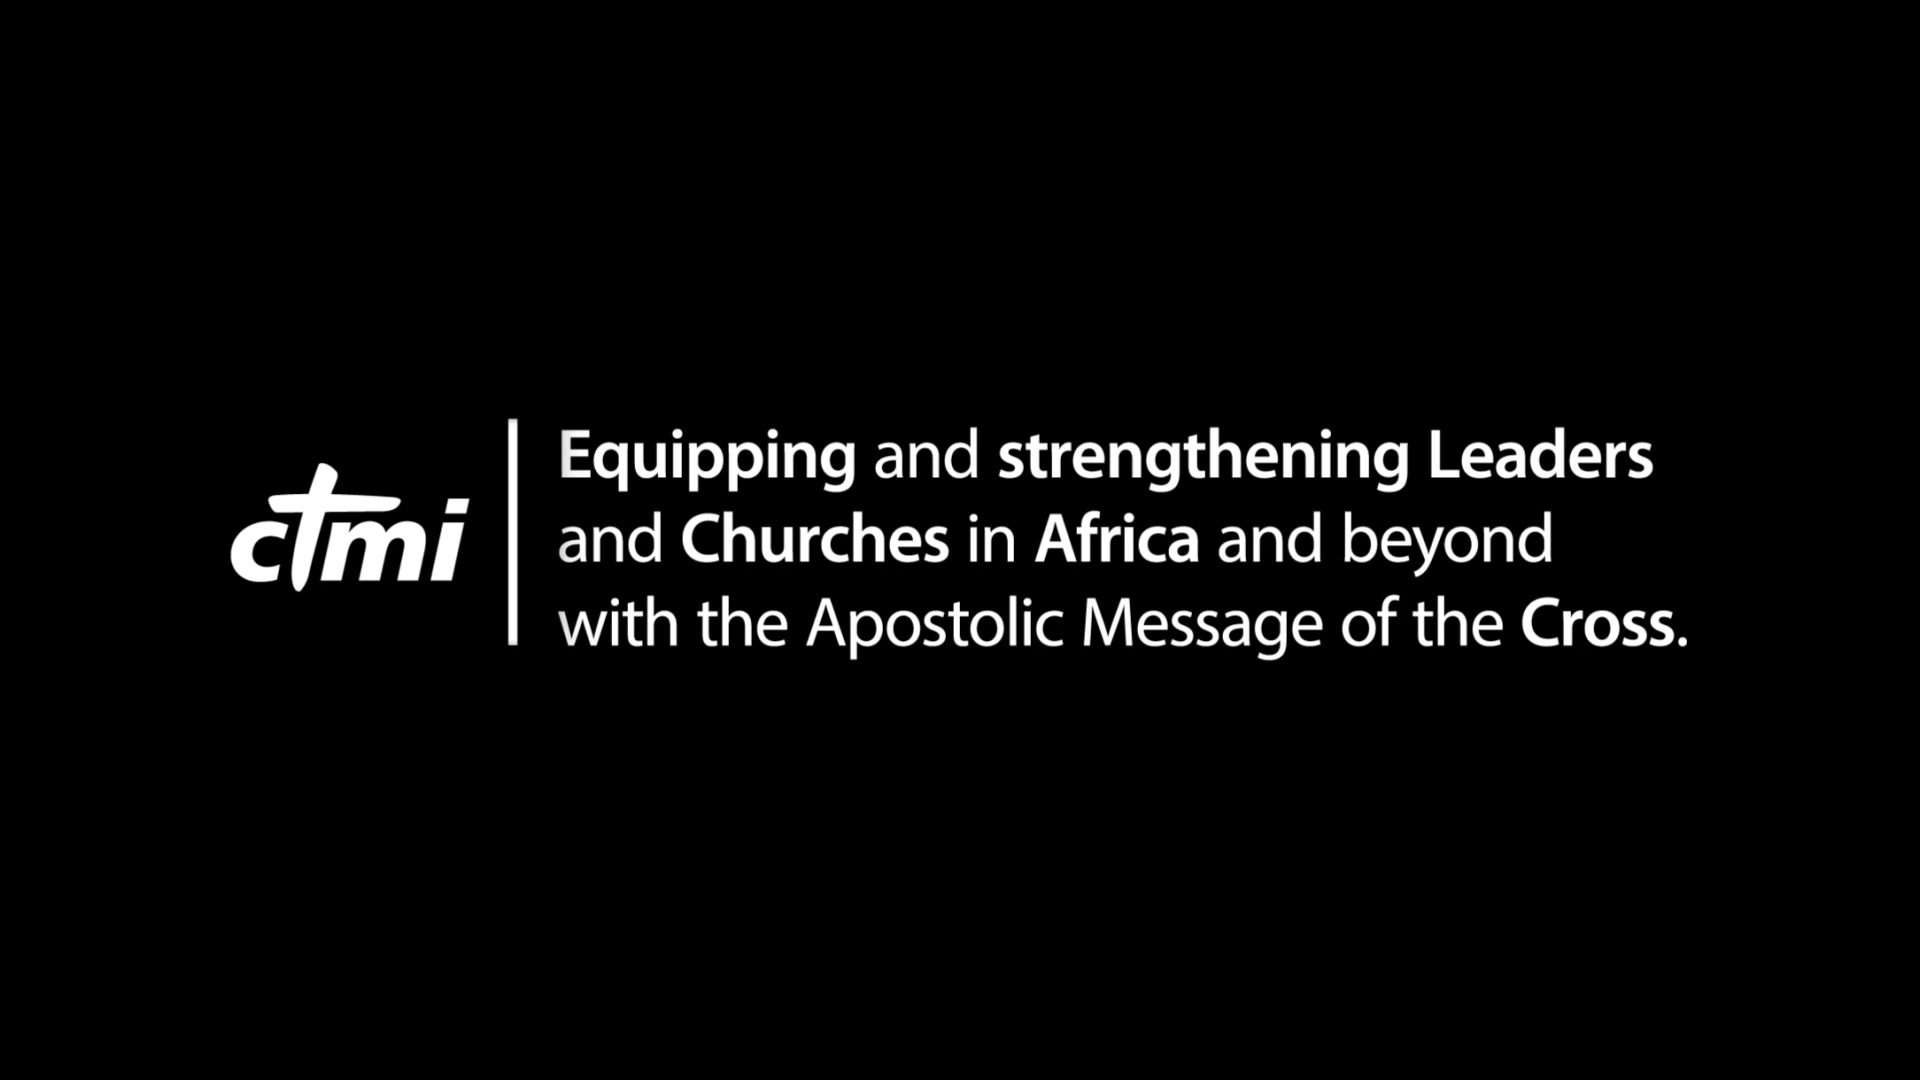 ctmi
Equipping and strengthening Leaders
and Churches in Africa and beyond
with the Apostolic Message of the Cross.